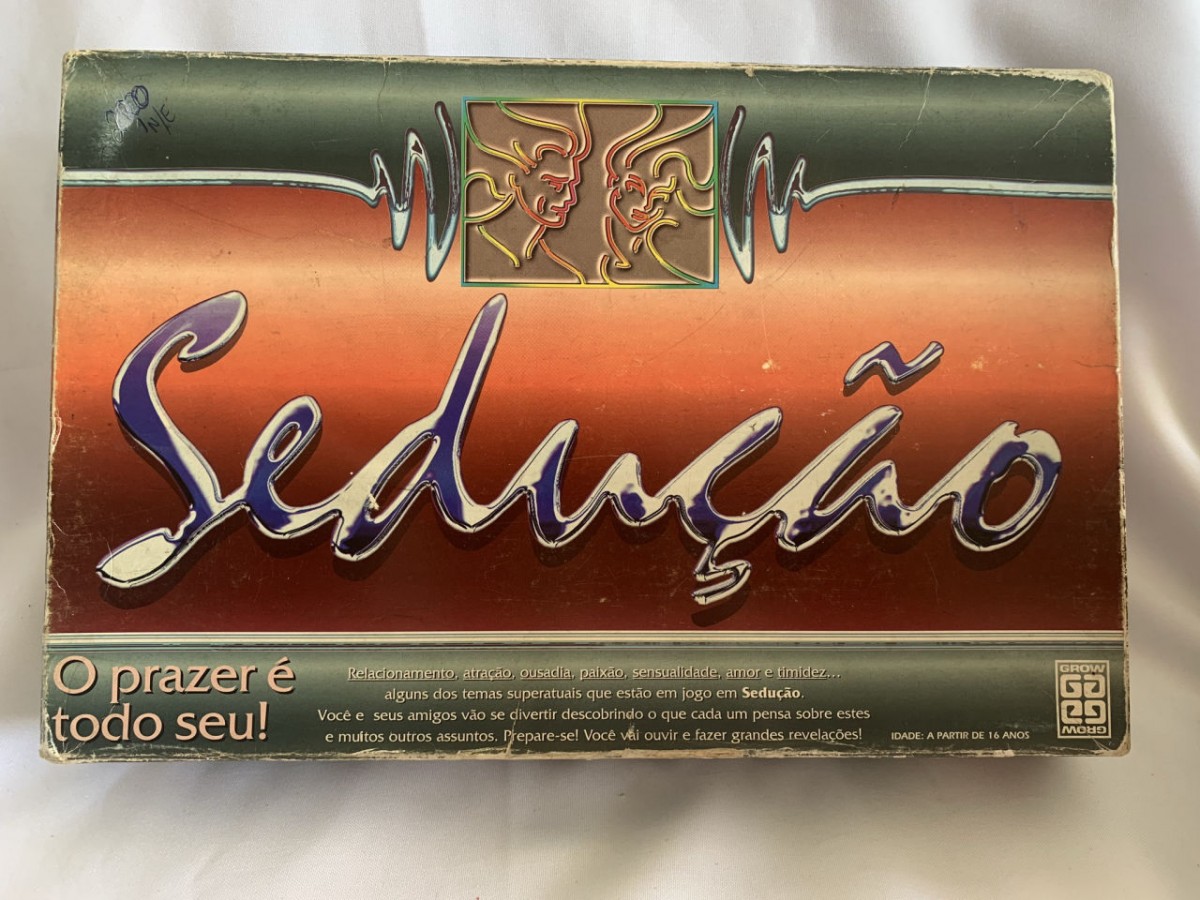 1N/E
Sedução
O prazer é
todo seu!
Relacionamento, atração, ousadia, paixão, sensualidade, amor e timidez...
alguns dos temas superatuais que estão em jogo em Sedução.
Você e seus amigos vão se divertir descobrindo o que cada um pensa sobre estes
e muitos outros assuntos. Prepare-se! Você vai ouvir e fazer grandes revelações!
IDADE: A PARTIR DE 16 ANOS
GROW
GROW